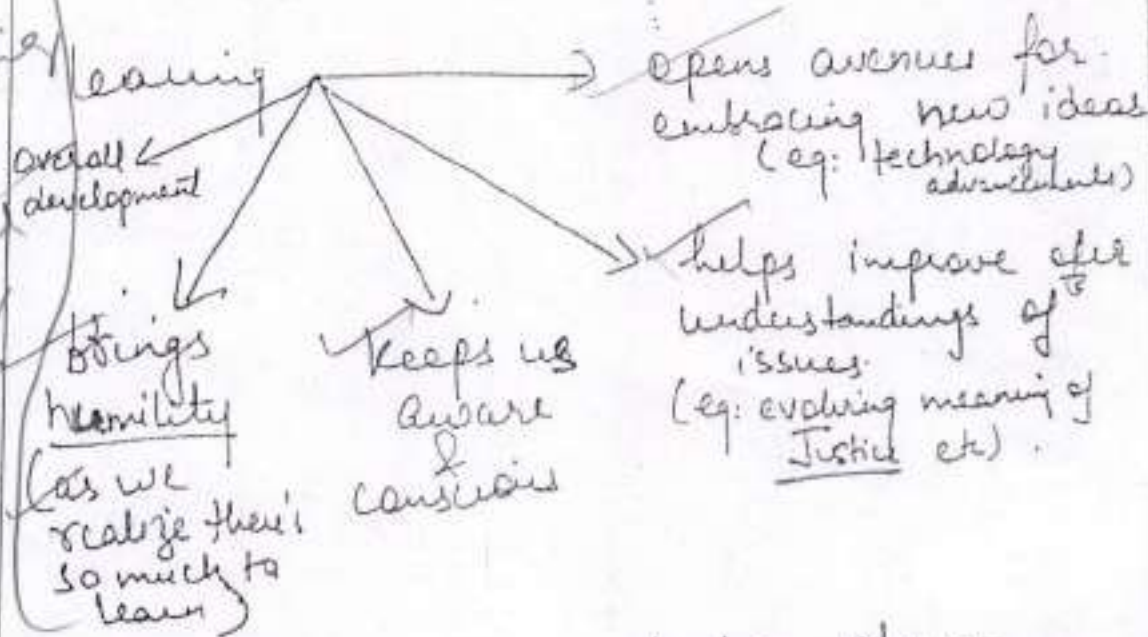 learning
opens avenues for
embracing new ideas
(eg: technology
advancements)
overall
development
helps improve
understandings of
issues.
(eg: evolving meaning of
Justice etc).
brings
humility
(as we
realize there's
so much to
learn)
keeps us
aware
&
conscious